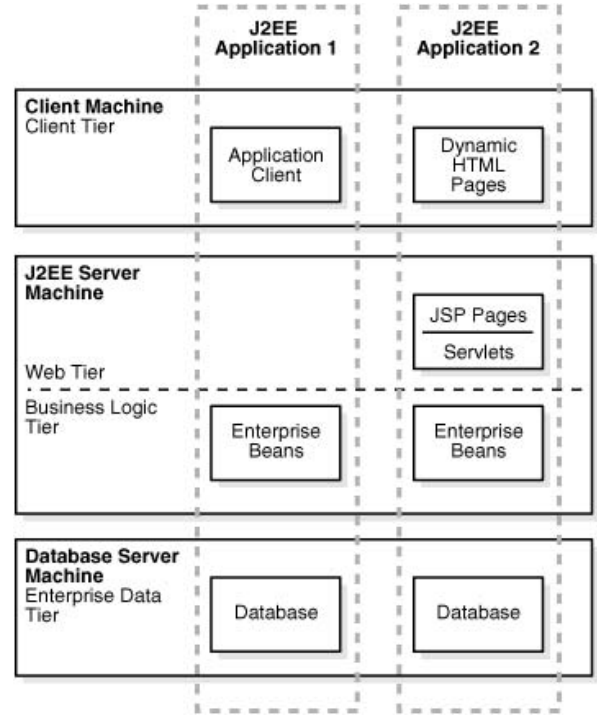 J2EE
Application 1
J2EE
Application 2
Client Machine
Client Tier
Application
Client
Dynamic
HTML
Pages
J2EE Server
Machine
JSP Pages
Servlets
Web Tier
Business Logic
Tier
Enterprise
Beans
Enterprise
Beans
Database Server
Machine
Enterprise Data
Tier
Database
Database